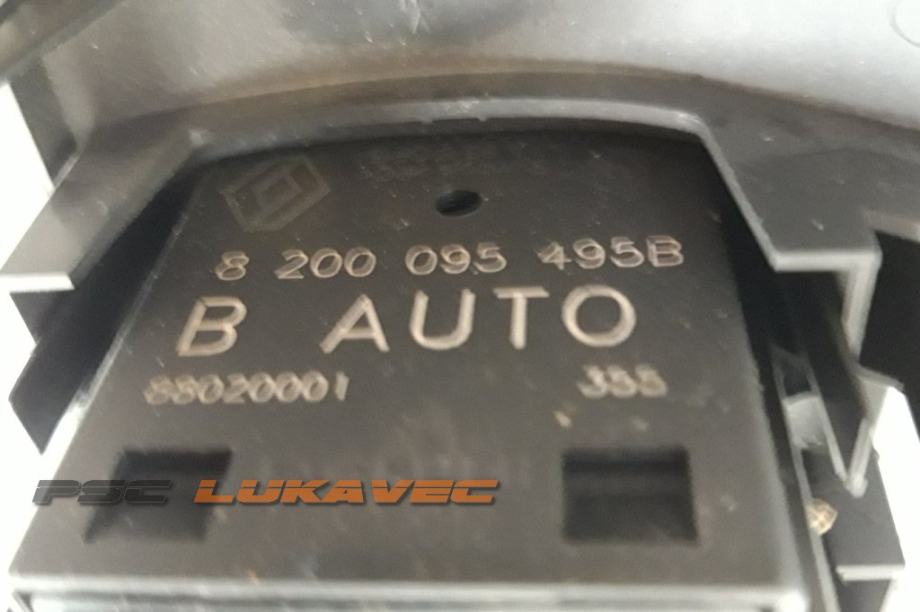 8 200 095 495B
B AUTO
88020001 355
PSC LUKAVEC